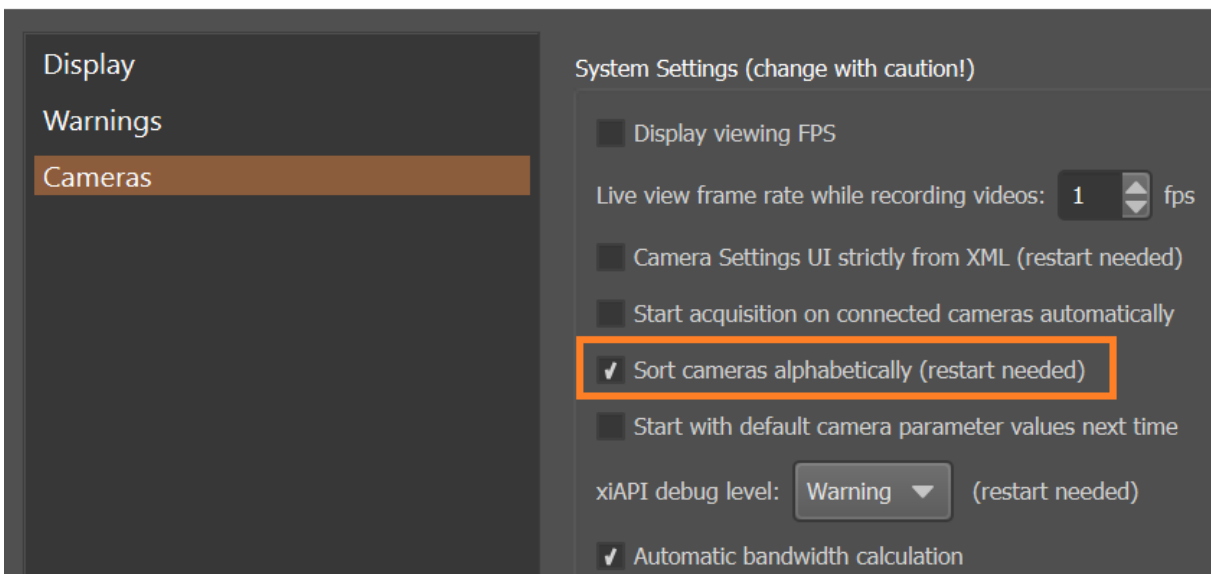 Display
Warnings
Cameras
System Settings (change with caution!)
Display viewing FPS
Live view frame rate while recording videos: 1 fps
Camera Settings UI strictly from XML (restart needed)
Start acquisition on connected cameras automatically
Sort cameras alphabetically (restart needed)
Start with default camera parameter values next time
xiAPI debug level: Warning (restart needed)
Automatic bandwidth calculation